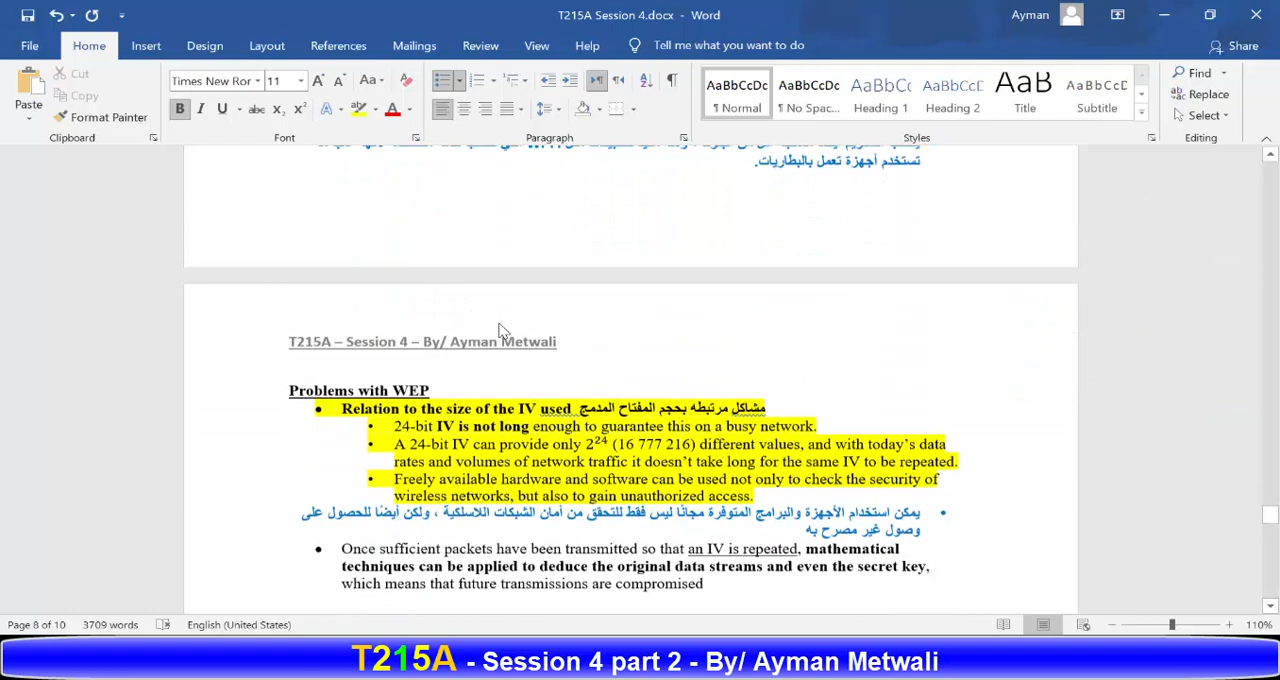 T215A Session 4.docx - Word
Ayman
File Home Insert Design Layout References Mailings Review View Help Tell me what you want to do Share
Cut
Copy
Format Painter
Paste
Clipboard
Times New Ror 11
Font
Paragraph
AaBbCcDc AaBbCcDc AaBbCc AaBbCcD AaB AaBbCcD
¶ Normal ¶ No Spac... Heading 1 Heading 2 Title Subtitle
Styles
Find
Replace
Select
Editing
تستخدم أجهزة تعمل بالبطاريات.
T215A – Session 4 – By/ Ayman Metwali
Problems with WEP
• Relation to the size of the IV used مشاكل مرتبطه بحجم المفتاح المدمج
• 24-bit IV is not long enough to guarantee this on a busy network.
• A 24-bit IV can provide only 2²⁴ (16 777 216) different values, and with today's data
rates and volumes of network traffic it doesn't take long for the same IV to be repeated.
• Freely available hardware and software can be used not only to check the security of
wireless networks, but also to gain unauthorized access.
• يمكن استخدام الأجهزة والبرامج المتوفرة مجانًا ليس فقط للتحقق من أمان الشبكات اللاسلكية ، ولكن أيضًا للحصول على
وصول غير مصرح به
• Once sufficient packets have been transmitted so that an IV is repeated, mathematical
techniques can be applied to deduce the original data streams and even the secret key,
which means that future transmissions are compromised
Page 8 of 10 3709 words English (United States) 110%
T215A - Session 4 part 2 - By/ Ayman Metwali